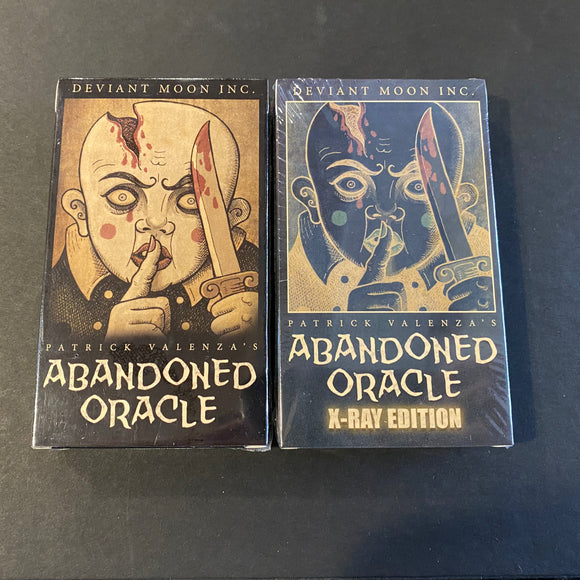 DEVIANT MOON INC.
PATRICK VALENZA'S
ABANDONED
ORACLE
DEVIANT MOON INC.
PATRICK VALENZA'S
ABANDONED
ORACLE
X-RAY EDITION